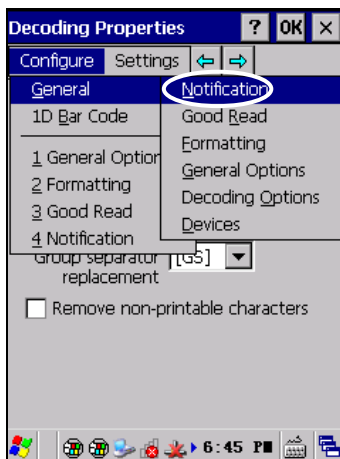 Decoding Properties ? OK ×
Configure Settings
General
1D Bar Code
1 General Option
2 Formatting
3 Good Read
4 Notification
Notification
Good Read
Formatting
General Options
Decoding Options
Devices
Group separator [GS]
replacement
Remove non-printable characters
6:45 PM